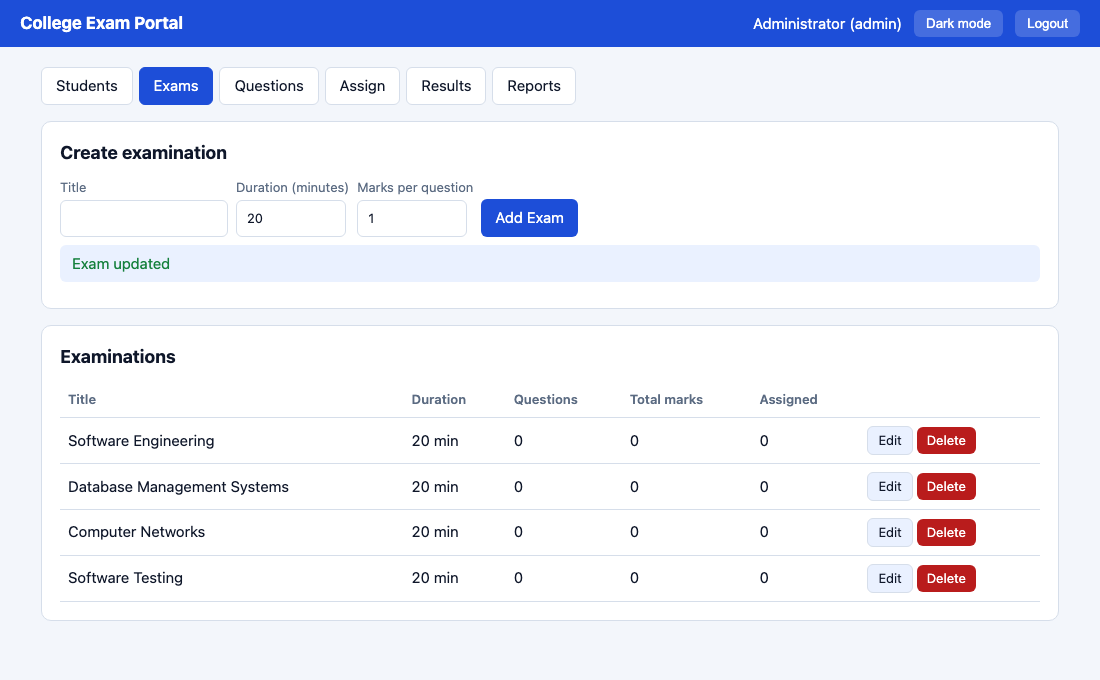 College Exam Portal Administrator (admin) Dark mode Logout
Students Exams Questions Assign Results Reports
Create examination
Title Duration (minutes) Marks per question
20 1 Add Exam
Exam updated
Examinations
Title Duration Questions Total marks Assigned
Software Engineering 20 min 0 0 0 Edit Delete
Database Management Systems 20 min 0 0 0 Edit Delete
Computer Networks 20 min 0 0 0 Edit Delete
Software Testing 20 min 0 0 0 Edit Delete